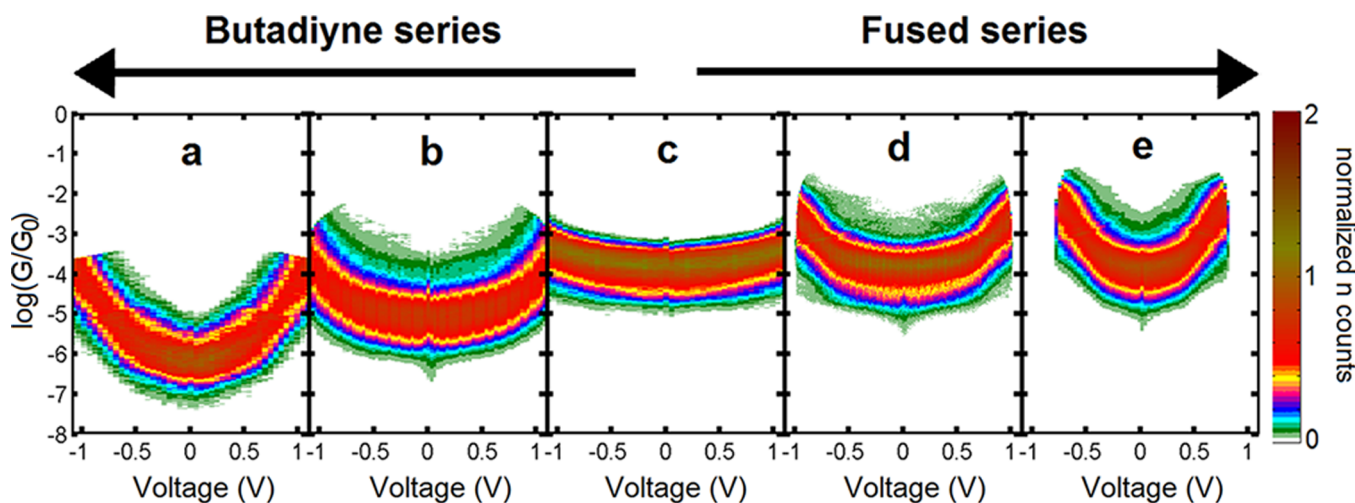 Butadiyne series Fused series
a b c d e
log(G/G0)
0
-1
-2
-3
-4
-5
-6
-7
-8
-1 -0.5 0 0.5 1 -1 -0.5 0 0.5 1 -1 -0.5 0 0.5 1 -1 -0.5 0 0.5 1 -1 -0.5 0 0.5 1
Voltage (V) Voltage (V) Voltage (V) Voltage (V) Voltage (V)
2
1
0
normalized n counts